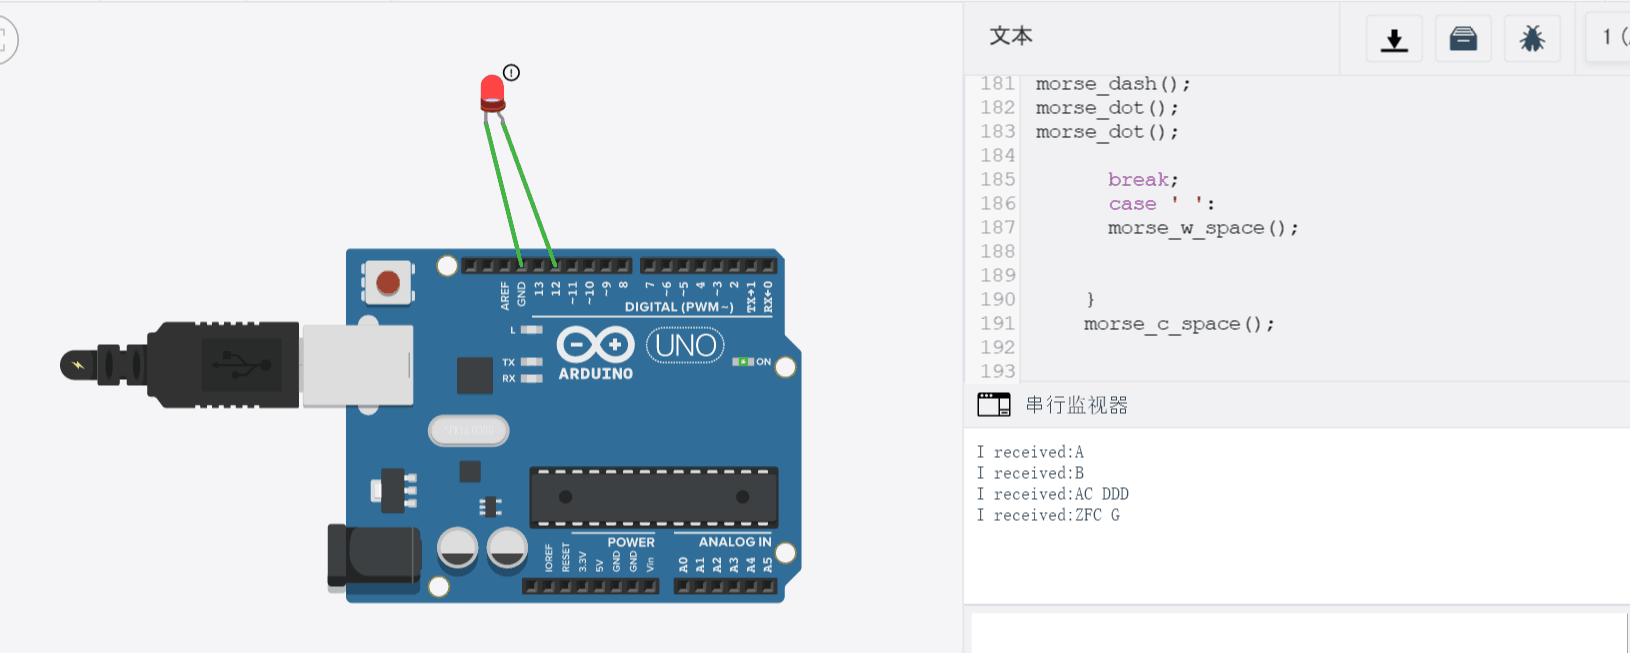 文本
1 (
181 morse_dash();
182 morse_dot();
183 morse_dot();
184
185 break;
186 case ' ':
187 morse_w_space();
188
189
190 }
191 morse_c_space();
192
193
串行监视器
I received:A
I received:B
I received:AC DDD
I received:ZFC G
AREF
GND
13
12
~11
~10
~9
8
7
~6
~5
4
~3
2
TX→1
RX←0
DIGITAL (PWM~)
L
TX
RX
ARDUINO
UNO
ON
POWER
ANALOG IN
IOREF
RESET
3.3V
5V
GND
GND
Vin
A0
A1
A2
A3
A4
A5